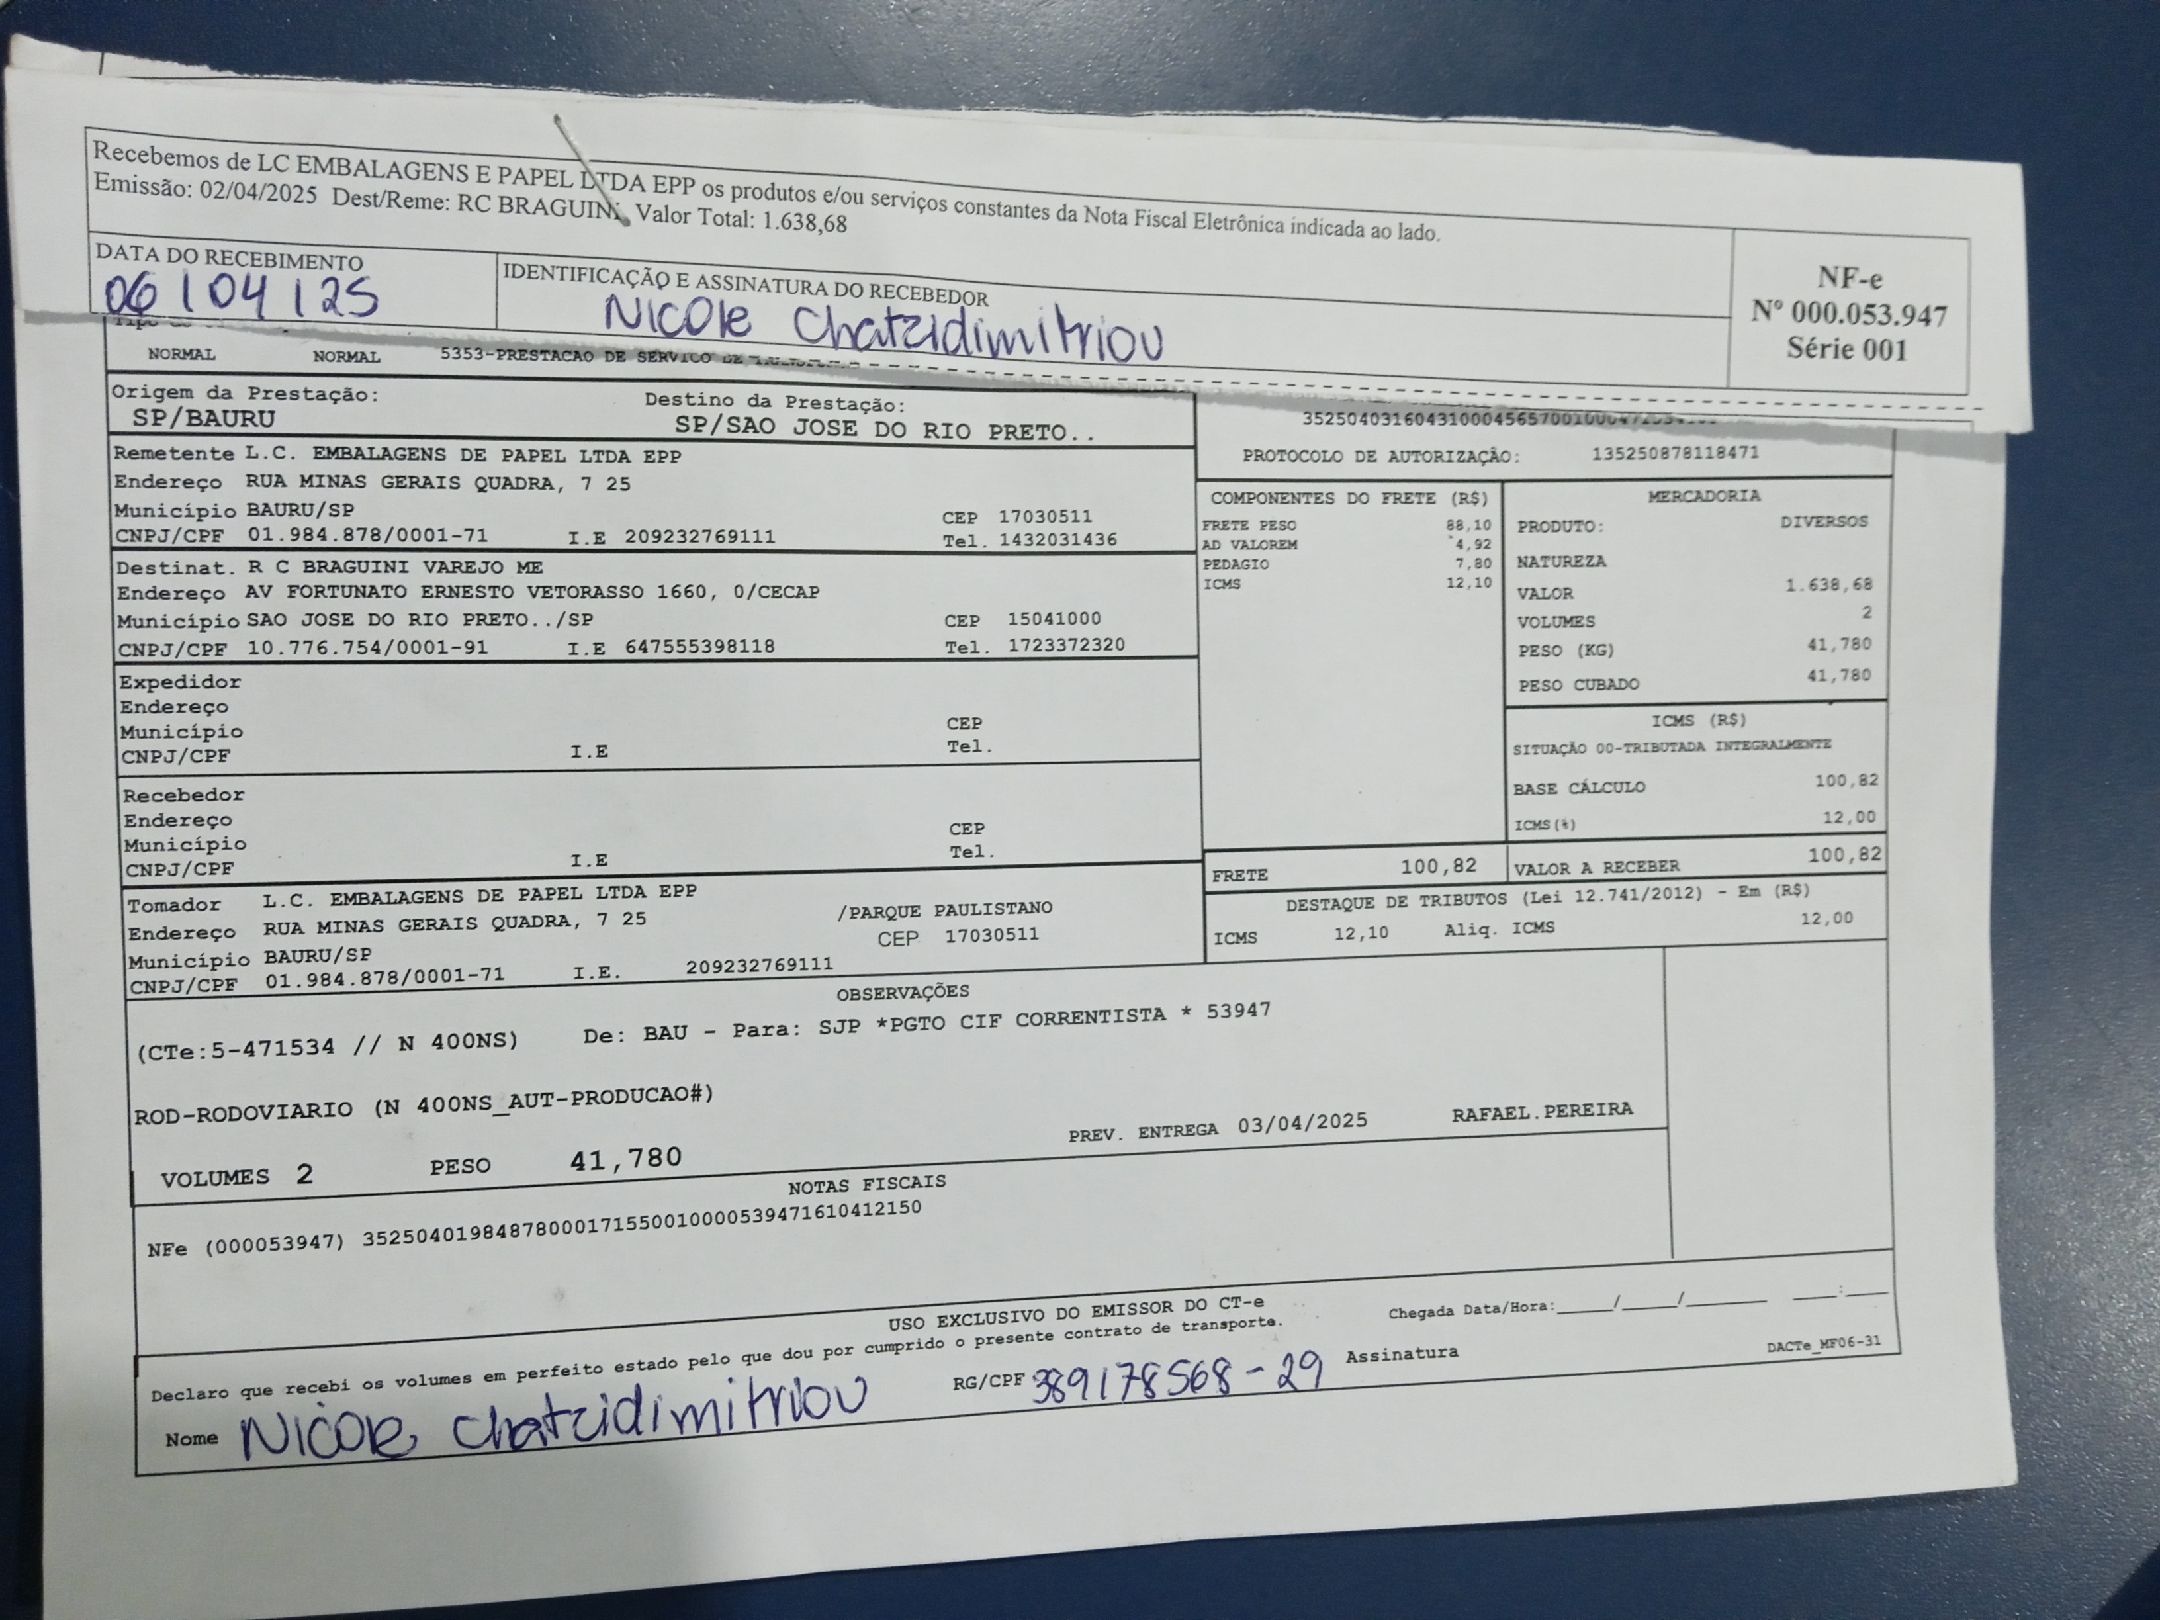 Recebemos de LC EMBALAGENS E PAPEL LTDA EPP os produtos e/ou serviços constantes da Nota Fiscal Eletrônica indicada ao lado.
Emissão: 02/04/2025 Dest/Reme: RC BRAGUINI Valor Total: 1.638,68
DATA DO RECEBIMENTO
06/04/25
IDENTIFICAÇÃO E ASSINATURA DO RECEBEDOR
Nicole Chatzidimitriou
NF-e
Nº 000.053.947
Série 001
NORMAL NORMAL 5353-PRESTACAO DE SERVICO DE
Origem da Prestação:
SP/BAURU
Destino da Prestação:
SP/SAO JOSE DO RIO PRETO..
PROTOCOLO DE AUTORIZAÇÃO: 135250878118471
Remetente L.C. EMBALAGENS DE PAPEL LTDA EPP
Endereço RUA MINAS GERAIS QUADRA, 7 25
Município BAURU/SP CEP 17030511
CNPJ/CPF 01.984.878/0001-71 I.E 209232769111 Tel. 1432031436
Destinat. R C BRAGUINI VAREJO ME
Endereço AV FORTUNATO ERNESTO VETORASSO 1660, 0/CECAP
Município SAO JOSE DO RIO PRETO../SP CEP 15041000
CNPJ/CPF 10.776.754/0001-91 I.E 647555398118 Tel. 1723372320
Expedidor
Endereço
Município CEP
CNPJ/CPF I.E Tel.
Recebedor
Endereço
Município CEP
CNPJ/CPF I.E Tel.
Tomador L.C. EMBALAGENS DE PAPEL LTDA EPP
Endereço RUA MINAS GERAIS QUADRA, 7 25 /PARQUE PAULISTANO
Município BAURU/SP CEP 17030511
CNPJ/CPF 01.984.878/0001-71 I.E. 209232769111
COMPONENTES DO FRETE (R$)
FRETE PESO 88,10
AD VALOREM 4,92
PEDAGIO 7,80
ICMS 12,10
MERCADORIA
PRODUTO: DIVERSOS
NATUREZA
VALOR 1.638,68
VOLUMES 2
PESO (KG) 41,780
PESO CUBADO 41,780
ICMS (R$)
SITUAÇÃO 00-TRIBUTADA INTEGRALMENTE
BASE CÁLCULO 100,82
ICMS(%) 12,00
FRETE 100,82 VALOR A RECEBER 100,82
DESTAQUE DE TRIBUTOS (Lei 12.741/2012) - Em (R$)
ICMS 12,10 Aliq. ICMS 12,00
OBSERVAÇÕES
(CTe:5-471534 // N 400NS) De: BAU - Para: SJP *PGTO CIF CORRENTISTA * 53947
ROD-RODOVIARIO (N 400NS_AUT-PRODUCAO#)
PREV. ENTREGA 03/04/2025 RAFAEL.PEREIRA
VOLUMES 2 PESO 41,780
NOTAS FISCAIS
NFe (000053947) 35250401984878000171550010000539471610412150
USO EXCLUSIVO DO EMISSOR DO CT-e
Chegada Data/Hora:_____/_____/_______ ____:____
Declaro que recebi os volumes em perfeito estado pelo que dou por cumprido o presente contrato de transporte.
DACTe_MF06-31
Nome Nicole Chatzidimitriou RG/CPF 389178568-29 Assinatura